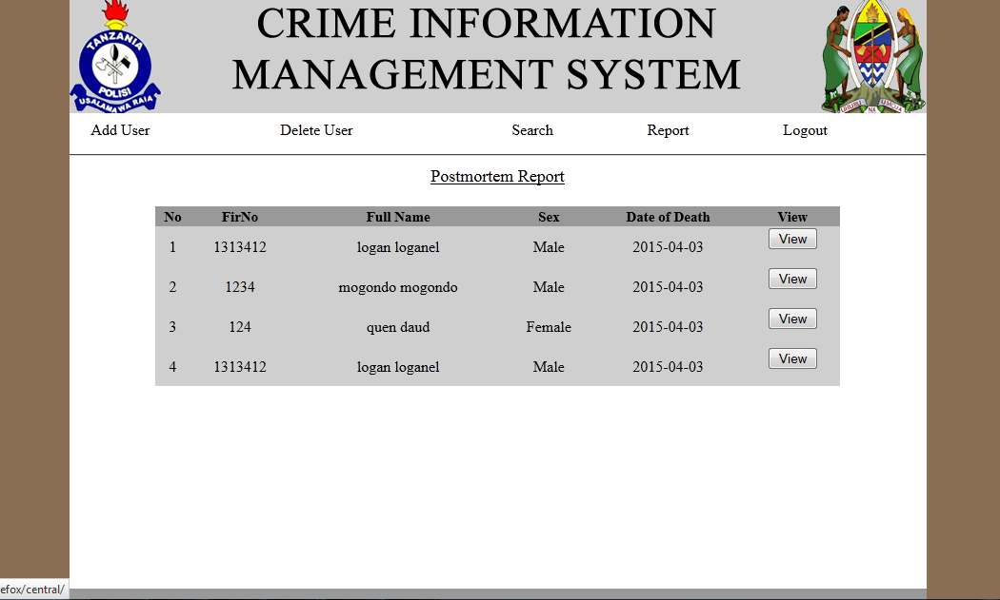 CRIME INFORMATION
MANAGEMENT SYSTEM
TANZANIA
POLISI
USALAMA WA RAIA
UHURU NA UMOJA
Add User Delete User Search Report Logout
Postmortem Report
No FirNo Full Name Sex Date of Death View
1 1313412 logan loganel Male 2015-04-03 View
2 1234 mogondo mogondo Male 2015-04-03 View
3 124 quen daud Female 2015-04-03 View
4 1313412 logan loganel Male 2015-04-03 View
efox/central/